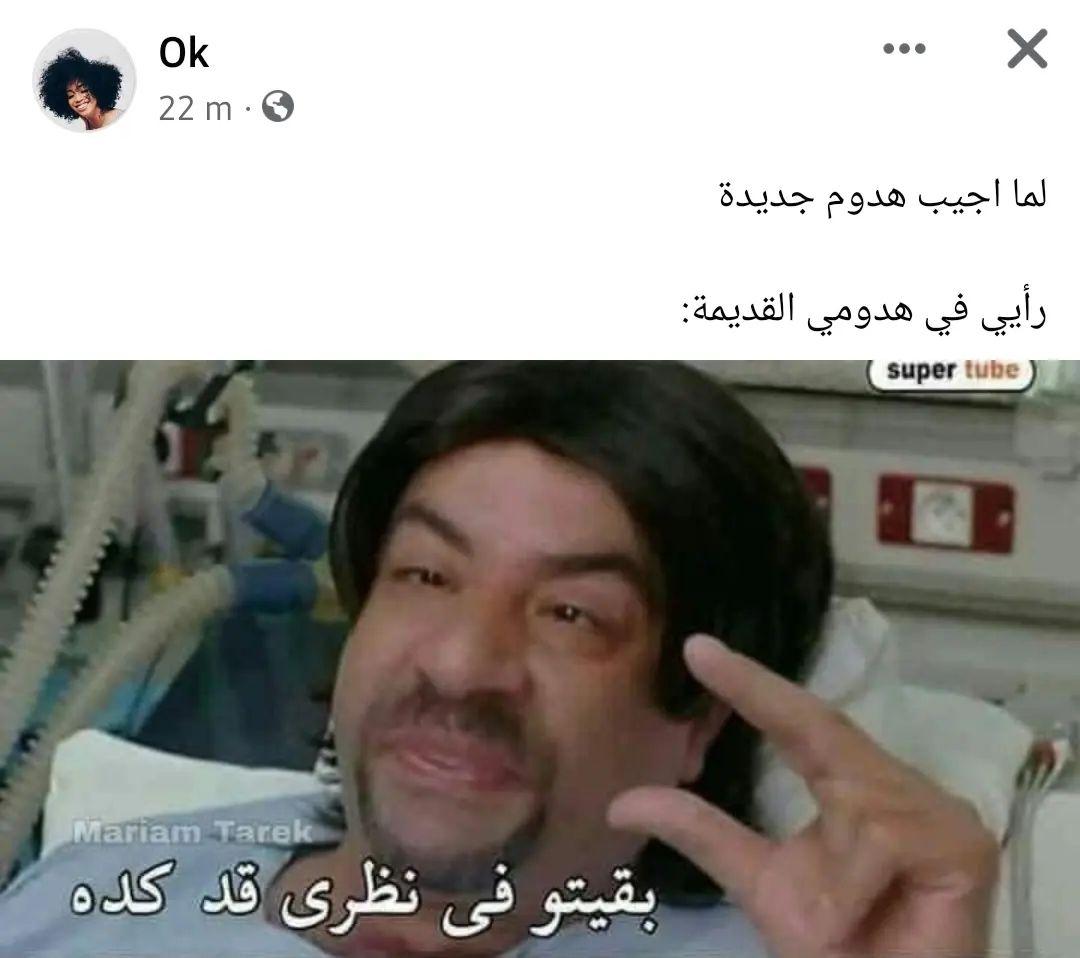 Ok
22 m ·
لما اجيب هدوم جديدة
رأيي في هدومي القديمة:
super tube
Mariam Tarek
بقيتو فى نظرى قد كده